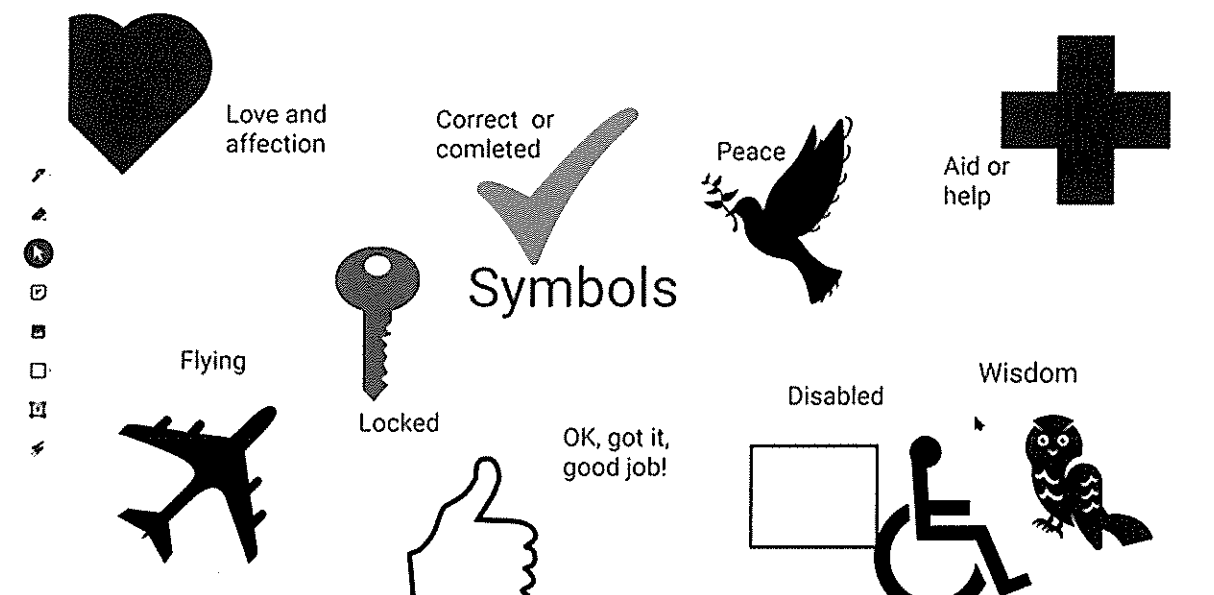 Love and
affection
Correct or
comleted
Peace
Aid or
help
Symbols
Flying
Locked
OK, got it,
good job!
Disabled
Wisdom